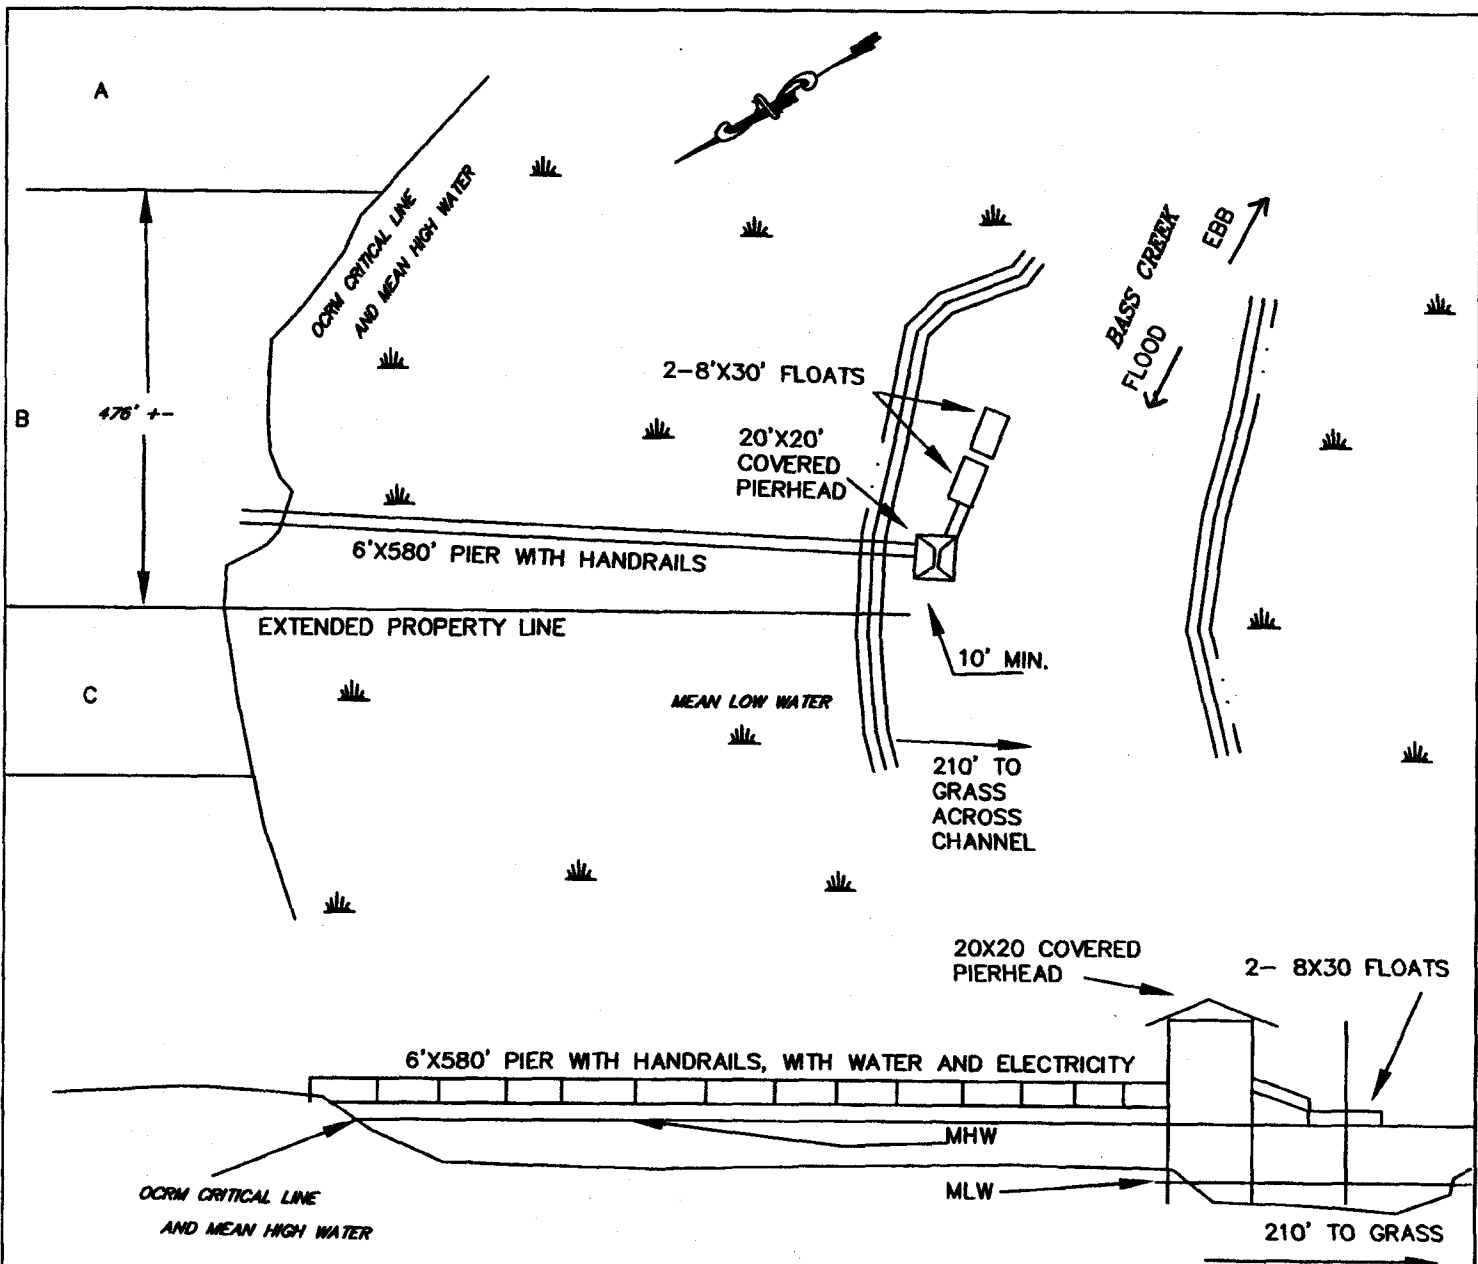 A
OCRM CRITICAL LINE
AND MEAN HIGH WATER
BASS CREEK
EBB
FLOOD
2-8'X30' FLOATS
B
476' +-
20'X20'
COVERED
PIERHEAD
6'X580' PIER WITH HANDRAILS
EXTENDED PROPERTY LINE
10' MIN.
C
MEAN LOW WATER
210' TO
GRASS
ACROSS
CHANNEL
20X20 COVERED
PIERHEAD
2- 8X30 FLOATS
6'X580' PIER WITH HANDRAILS, WITH WATER AND ELECTRICITY
MHW
MLW
OCRM CRITICAL LINE
AND MEAN HIGH WATER
210' TO GRASS